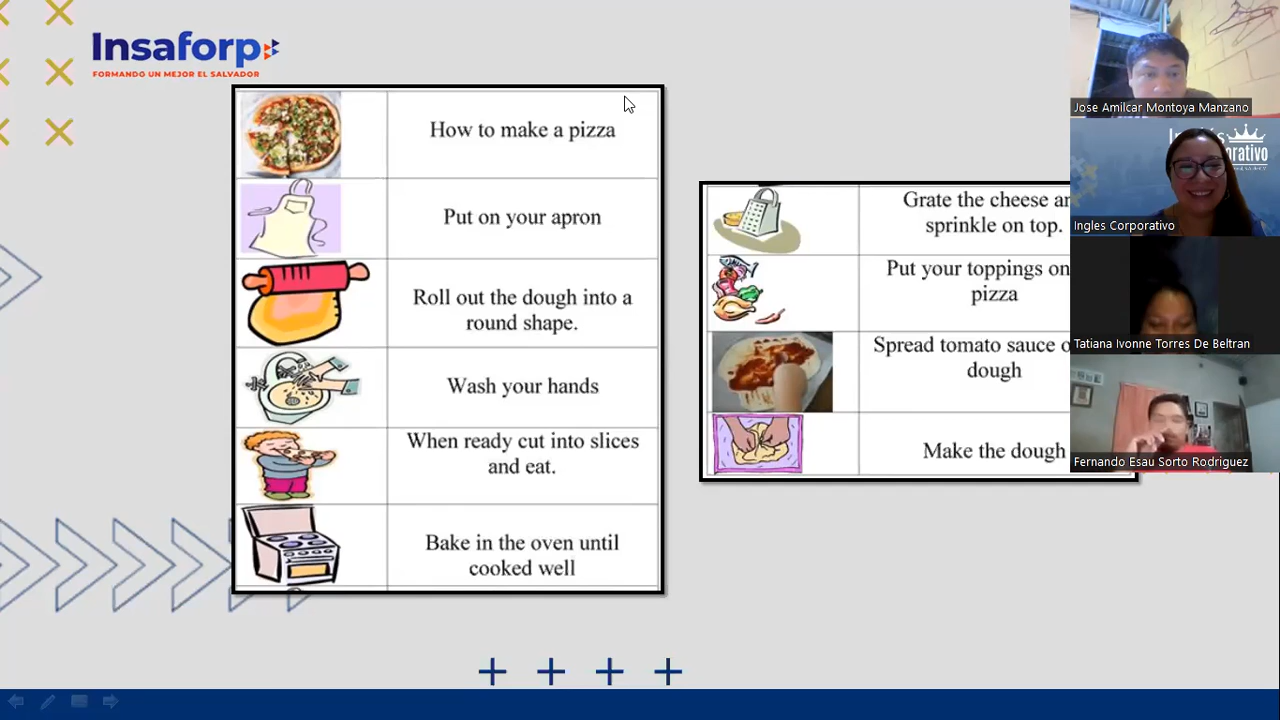 Insaforp
FORMANDO UN MEJOR EL SALVADOR
How to make a pizza
Put on your apron
Roll out the dough into a
round shape.
Wash your hands
When ready cut into slices
and eat.
Bake in the oven until
cooked well
Grate the cheese
sprinkle on top.
Put your toppings on
pizza
Spread tomato sauce
dough
Make the dough
Jose Amilcar Montoya Manzano
Ingles Corporativo
Tatiana Ivonne Torres De Beltran
Fernando Esau Sorto Rodriguez